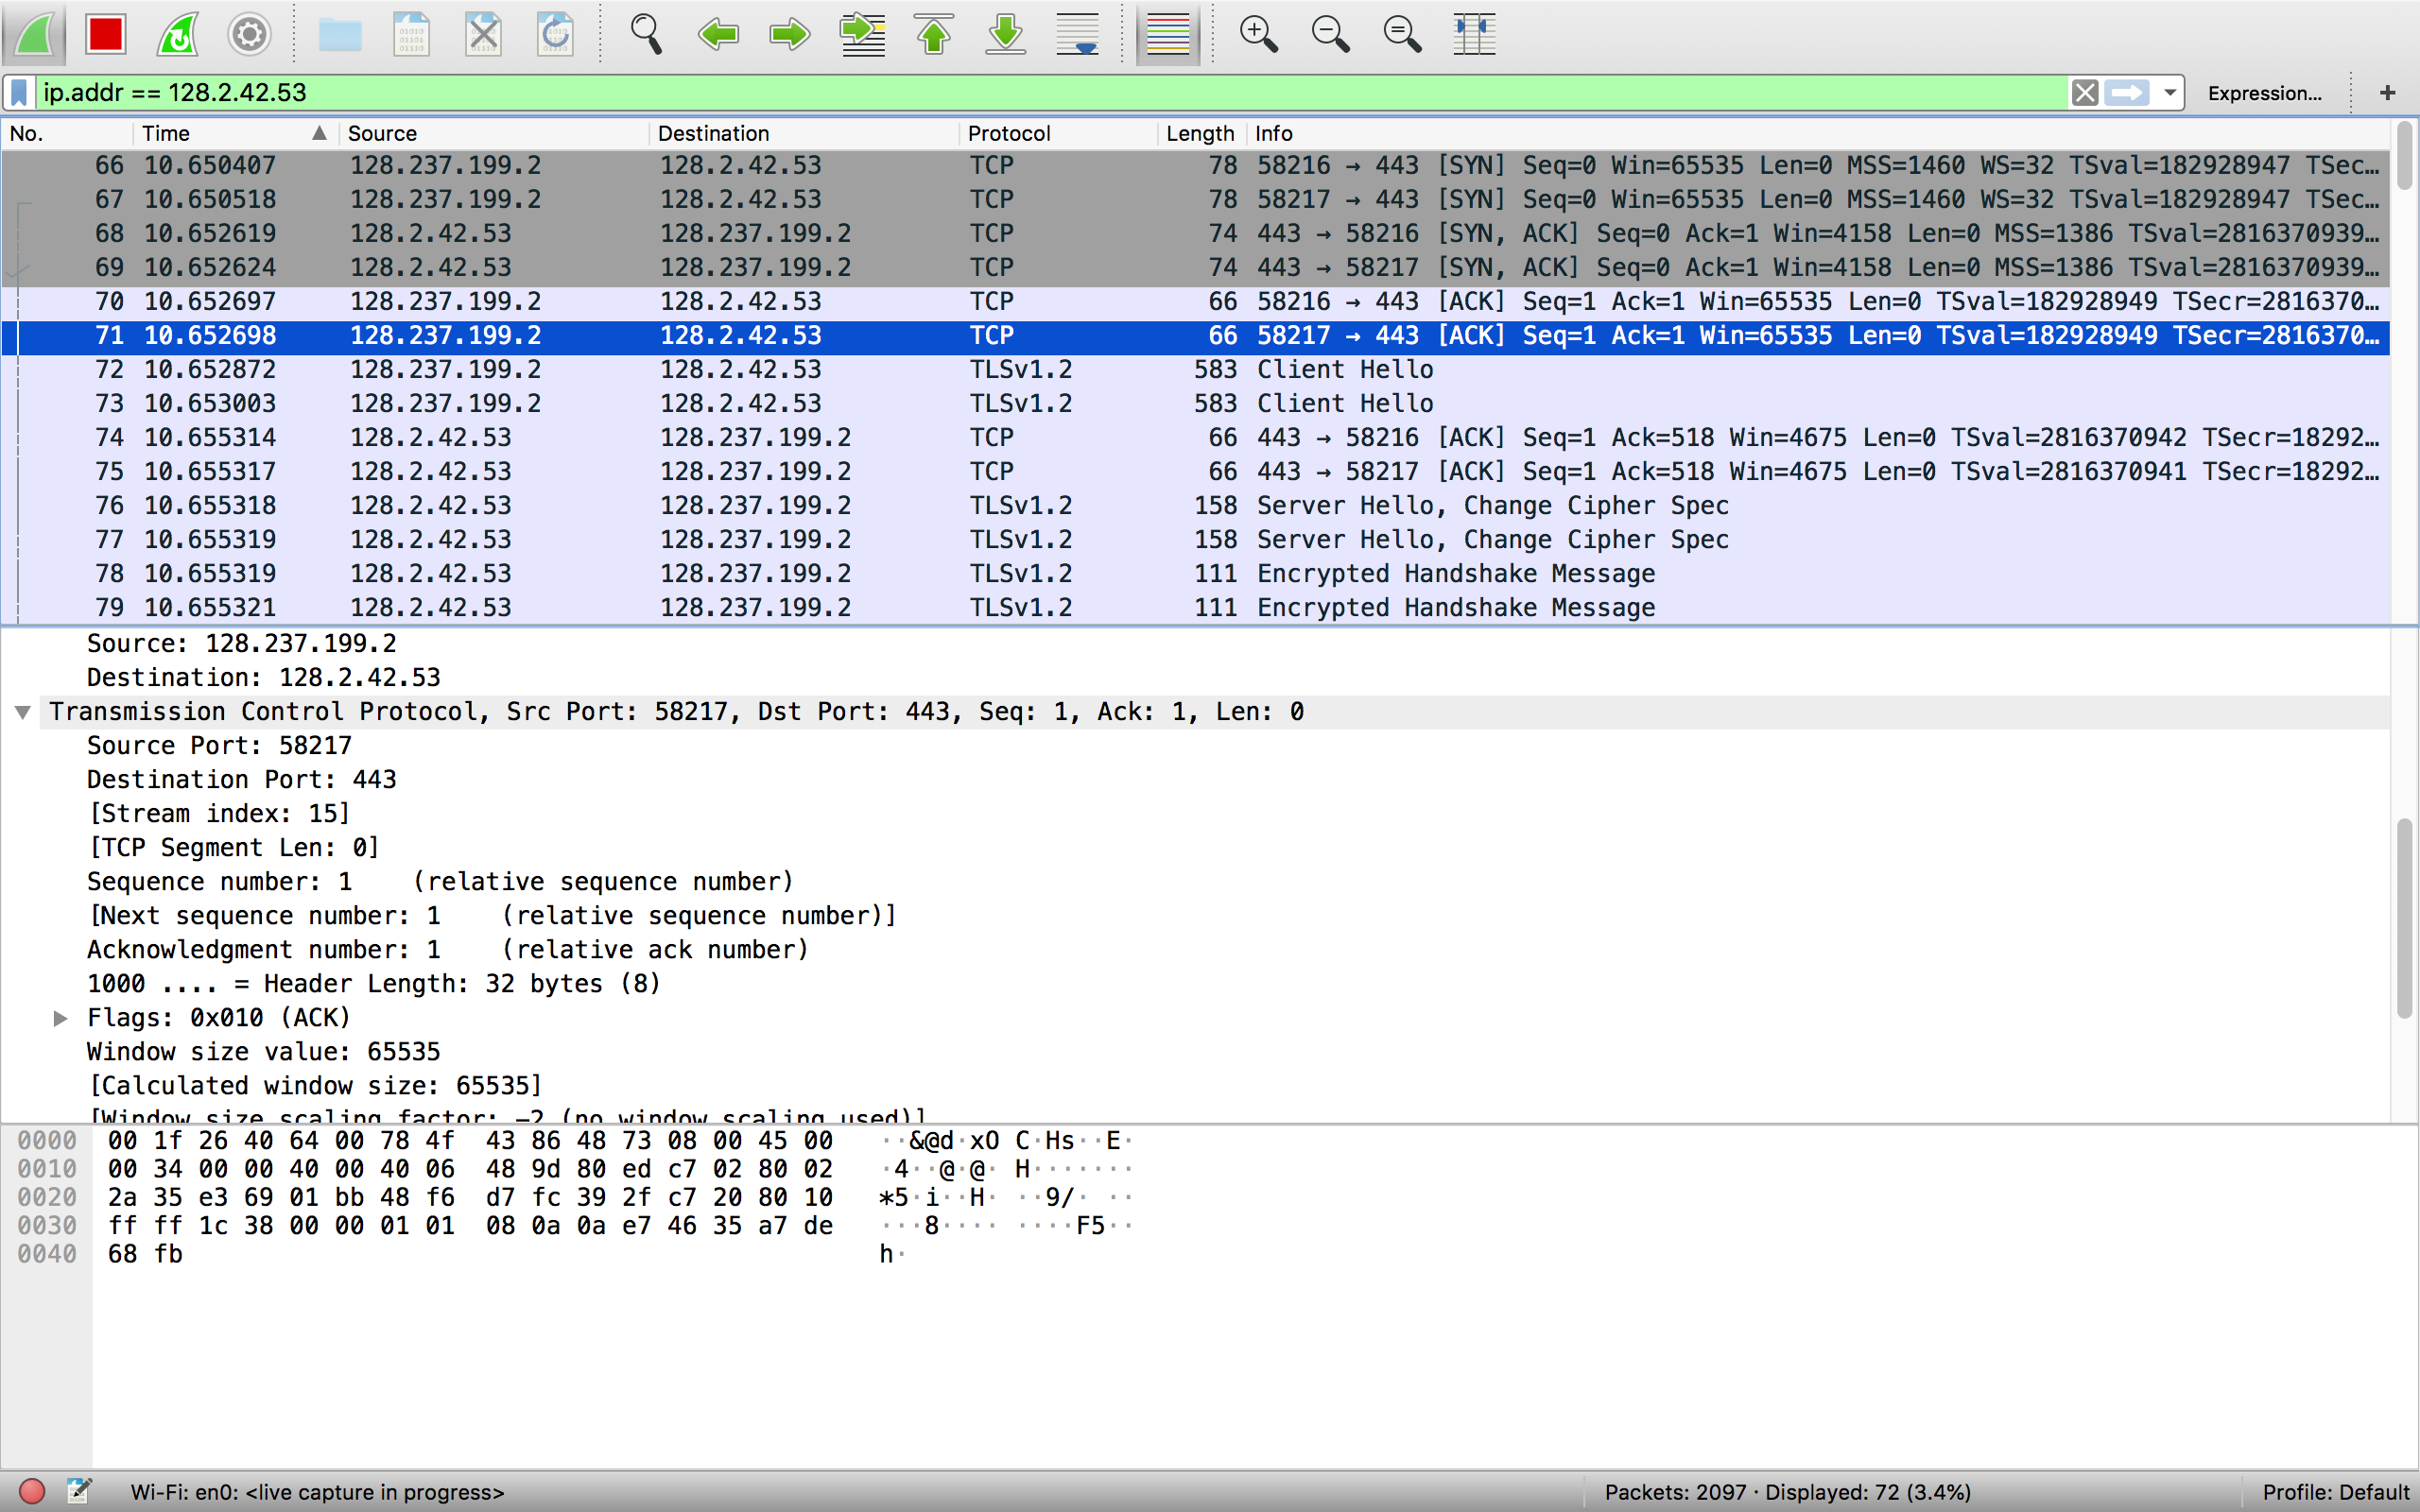 ip.addr == 128.2.42.53 Expression... +
No. Time Source Destination Protocol Length Info
66 10.650407 128.237.199.2 128.2.42.53 TCP 78 58216 → 443 [SYN] Seq=0 Win=65535 Len=0 MSS=1460 WS=32 TSval=182928947 TSec…
67 10.650518 128.237.199.2 128.2.42.53 TCP 78 58217 → 443 [SYN] Seq=0 Win=65535 Len=0 MSS=1460 WS=32 TSval=182928947 TSec…
68 10.652619 128.2.42.53 128.237.199.2 TCP 74 443 → 58216 [SYN, ACK] Seq=0 Ack=1 Win=4158 Len=0 MSS=1386 TSval=2816370939…
69 10.652624 128.2.42.53 128.237.199.2 TCP 74 443 → 58217 [SYN, ACK] Seq=0 Ack=1 Win=4158 Len=0 MSS=1386 TSval=2816370939…
70 10.652697 128.237.199.2 128.2.42.53 TCP 66 58216 → 443 [ACK] Seq=1 Ack=1 Win=65535 Len=0 TSval=182928949 TSecr=2816370…
71 10.652698 128.237.199.2 128.2.42.53 TCP 66 58217 → 443 [ACK] Seq=1 Ack=1 Win=65535 Len=0 TSval=182928949 TSecr=2816370…
72 10.652872 128.237.199.2 128.2.42.53 TLSv1.2 583 Client Hello
73 10.653003 128.237.199.2 128.2.42.53 TLSv1.2 583 Client Hello
74 10.655314 128.2.42.53 128.237.199.2 TCP 66 443 → 58216 [ACK] Seq=1 Ack=518 Win=4675 Len=0 TSval=2816370942 TSecr=18292…
75 10.655317 128.2.42.53 128.237.199.2 TCP 66 443 → 58217 [ACK] Seq=1 Ack=518 Win=4675 Len=0 TSval=2816370941 TSecr=18292…
76 10.655318 128.2.42.53 128.237.199.2 TLSv1.2 158 Server Hello, Change Cipher Spec
77 10.655319 128.2.42.53 128.237.199.2 TLSv1.2 158 Server Hello, Change Cipher Spec
78 10.655319 128.2.42.53 128.237.199.2 TLSv1.2 111 Encrypted Handshake Message
79 10.655321 128.2.42.53 128.237.199.2 TLSv1.2 111 Encrypted Handshake Message
Source: 128.237.199.2
Destination: 128.2.42.53
Transmission Control Protocol, Src Port: 58217, Dst Port: 443, Seq: 1, Ack: 1, Len: 0
Source Port: 58217
Destination Port: 443
[Stream index: 15]
[TCP Segment Len: 0]
Sequence number: 1 (relative sequence number)
[Next sequence number: 1 (relative sequence number)]
Acknowledgment number: 1 (relative ack number)
1000 .... = Header Length: 32 bytes (8)
Flags: 0x010 (ACK)
Window size value: 65535
[Calculated window size: 65535]
[Window size scaling factor: -2 (no window scaling used)]
0000 00 1f 26 40 64 00 78 4f 43 86 48 73 08 00 45 00 ··&@d·xO C·Hs··E·
0010 00 34 00 00 40 00 40 06 48 9d 80 ed c7 02 80 02 ·4··@·@· H·······
0020 2a 35 e3 69 01 bb 48 f6 d7 fc 39 2f c7 20 80 10 *5·i··H· ··9/· ··
0030 ff ff 1c 38 00 00 01 01 08 0a 0a e7 46 35 a7 de ···8···· ····F5··
0040 68 fb h·
Wi-Fi: en0: <live capture in progress> Packets: 2097 · Displayed: 72 (3.4%) Profile: Default